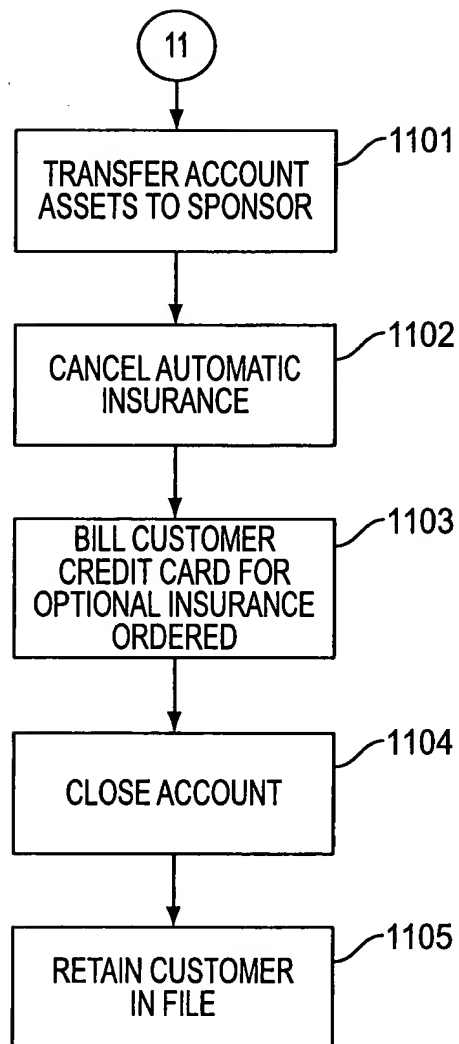 11
1101
TRANSFER ACCOUNT
ASSETS TO SPONSOR
1102
CANCEL AUTOMATIC
INSURANCE
1103
BILL CUSTOMER
CREDIT CARD FOR
OPTIONAL INSURANCE
ORDERED
1104
CLOSE ACCOUNT
1105
RETAIN CUSTOMER
IN FILE